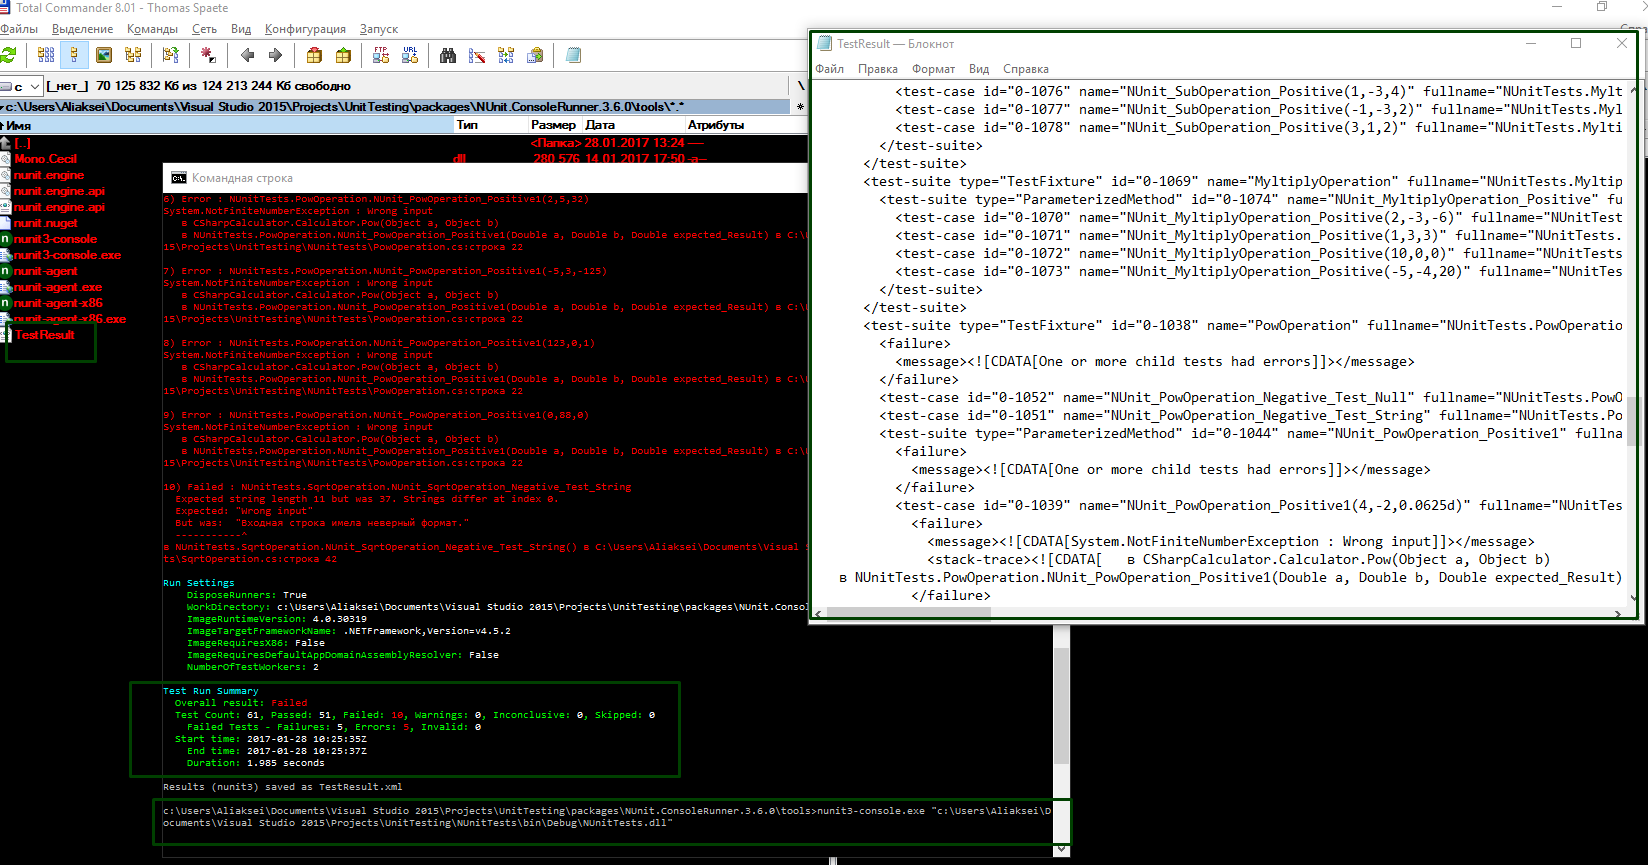 Total Commander 8.01 - Thomas Spaete
Файлы Выделение Команды Сеть Вид Конфигурация Запуск
FTP URL
c [_нет_] 70 125 832 Кб из 124 213 244 Кб свободно \
c:\Users\Aliaksei\Documents\Visual Studio 2015\Projects\UnitTesting\packages\NUnit.ConsoleRunner.3.6.0\tools\*.* *
Имя Тип Размер Дата Атрибуты
[..] <Папка> 28.01.2017 13:24 ----
Mono.Cecil dll 280 576 14.01.2017 17:50 -a--
nunit.engine
nunit.engine.api
nunit.engine.api
nunit.nuget
nunit3-console
nunit3-console.exe
nunit-agent
nunit-agent.exe
nunit-agent-x86
nunit-agent-x86.exe
TestResult
Командная строка
6) Error : NUnitTests.PowOperation.NUnit_PowOperation_Positive1(2,5,32)
System.NotFiniteNumberException : Wrong input
в CSharpCalculator.Calculator.Pow(Object a, Object b)
в NUnitTests.PowOperation.NUnit_PowOperation_Positive1(Double a, Double b, Double expected_Result) в C:\
15\Projects\UnitTesting\NUnitTests\PowOperation.cs:строка 22
7) Error : NUnitTests.PowOperation.NUnit_PowOperation_Positive1(-5,3,-125)
System.NotFiniteNumberException : Wrong input
в CSharpCalculator.Calculator.Pow(Object a, Object b)
в NUnitTests.PowOperation.NUnit_PowOperation_Positive1(Double a, Double b, Double expected_Result) в C:\
15\Projects\UnitTesting\NUnitTests\PowOperation.cs:строка 22
8) Error : NUnitTests.PowOperation.NUnit_PowOperation_Positive1(123,0,1)
System.NotFiniteNumberException : Wrong input
в CSharpCalculator.Calculator.Pow(Object a, Object b)
в NUnitTests.PowOperation.NUnit_PowOperation_Positive1(Double a, Double b, Double expected_Result) в C:\
15\Projects\UnitTesting\NUnitTests\PowOperation.cs:строка 22
9) Error : NUnitTests.PowOperation.NUnit_PowOperation_Positive1(0,88,0)
System.NotFiniteNumberException : Wrong input
в CSharpCalculator.Calculator.Pow(Object a, Object b)
в NUnitTests.PowOperation.NUnit_PowOperation_Positive1(Double a, Double b, Double expected_Result) в C:\
15\Projects\UnitTesting\NUnitTests\PowOperation.cs:строка 22
10) Failed : NUnitTests.SqrtOperation.NUnit_SqrtOperation_Negative_Test_String
Expected string length 11 but was 37. Strings differ at index 0.
Expected: "Wrong input"
But was: "Входная строка имела неверный формат."
-----------^
в NUnitTests.SqrtOperation.NUnit_SqrtOperation_Negative_Test_String() в C:\Users\Aliaksei\Documents\Visual S
ts\SqrtOperation.cs:строка 42
Run Settings
DisposeRunners: True
WorkDirectory: c:\Users\Aliaksei\Documents\Visual Studio 2015\Projects\UnitTesting\packages\NUnit.Conso
ImageRuntimeVersion: 4.0.30319
ImageTargetFrameworkName: .NETFramework,Version=v4.5.2
ImageRequiresX86: False
ImageRequiresDefaultAppDomainAssemblyResolver: False
NumberOfTestWorkers: 2
Test Run Summary
Overall result: Failed
Test Count: 61, Passed: 51, Failed: 10, Warnings: 0, Inconclusive: 0, Skipped: 0
Failed Tests - Failures: 5, Errors: 5, Invalid: 0
Start time: 2017-01-28 10:25:35Z
End time: 2017-01-28 10:25:37Z
Duration: 1.985 seconds
Results (nunit3) saved as TestResult.xml
c:\Users\Aliaksei\Documents\Visual Studio 2015\Projects\UnitTesting\packages\NUnit.ConsoleRunner.3.6.0\tools>nunit3-console.exe "c:\Users\Aliaksei\D
ocuments\Visual Studio 2015\Projects\UnitTesting\NUnitTests\bin\Debug\NUnitTests.dll"
TestResult — Блокнот
Файл Правка Формат Вид Справка
<test-case id="0-1076" name="NUnit_SubOperation_Positive(1,-3,4)" fullname="NUnitTests.Mylt
<test-case id="0-1077" name="NUnit_SubOperation_Positive(-1,-3,2)" fullname="NUnitTests.Myl
<test-case id="0-1078" name="NUnit_SubOperation_Positive(3,1,2)" fullname="NUnitTests.Mylti
</test-suite>
</test-suite>
<test-suite type="TestFixture" id="0-1069" name="MyltiplyOperation" fullname="NUnitTests.Myltip
<test-suite type="ParameterizedMethod" id="0-1074" name="NUnit_MyltiplyOperation_Positive" fu
<test-case id="0-1070" name="NUnit_MyltiplyOperation_Positive(2,-3,-6)" fullname="NUnitTest
<test-case id="0-1071" name="NUnit_MyltiplyOperation_Positive(1,3,3)" fullname="NUnitTests.
<test-case id="0-1072" name="NUnit_MyltiplyOperation_Positive(10,0,0)" fullname="NUnitTests
<test-case id="0-1073" name="NUnit_MyltiplyOperation_Positive(-5,-4,20)" fullname="NUnitTes
</test-suite>
</test-suite>
<test-suite type="TestFixture" id="0-1038" name="PowOperation" fullname="NUnitTests.PowOperatio
<failure>
<message><![CDATA[One or more child tests had errors]]></message>
</failure>
<test-case id="0-1052" name="NUnit_PowOperation_Negative_Test_Null" fullname="NUnitTests.PowO
<test-case id="0-1051" name="NUnit_PowOperation_Negative_Test_String" fullname="NUnitTests.Po
<test-suite type="ParameterizedMethod" id="0-1044" name="NUnit_PowOperation_Positive1" fullna
<failure>
<message><![CDATA[One or more child tests had errors]]></message>
</failure>
<test-case id="0-1039" name="NUnit_PowOperation_Positive1(4,-2,0.0625d)" fullname="NUnitTes
<failure>
<message><![CDATA[System.NotFiniteNumberException : Wrong input]]></message>
<stack-trace><![CDATA[ в CSharpCalculator.Calculator.Pow(Object a, Object b)
в NUnitTests.PowOperation.NUnit_PowOperation_Positive1(Double a, Double b, Double expected_Result)
</failure>